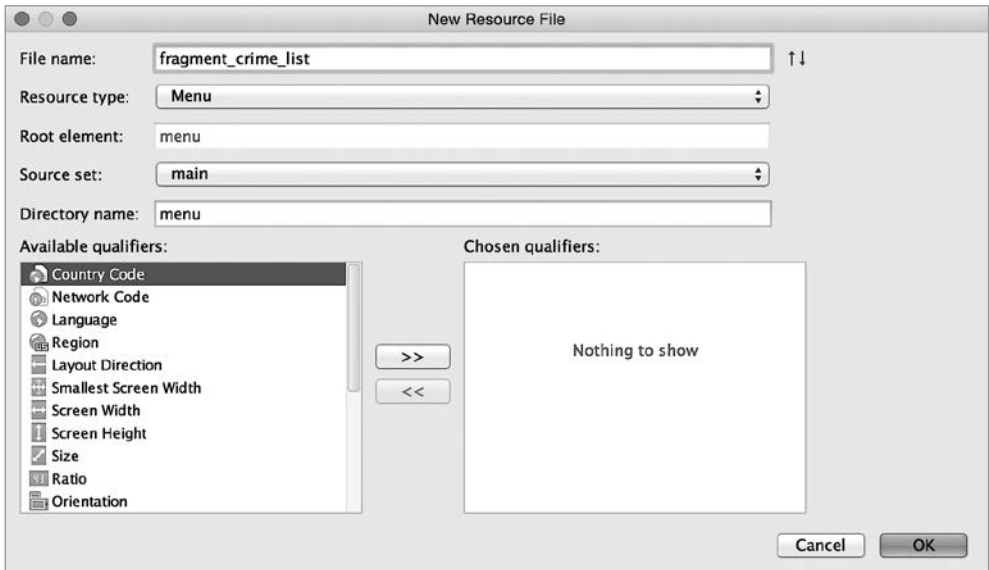 New Resource File
File name: fragment_crime_list ↑↓
Resource type: Menu
Root element: menu
Source set: main
Directory name: menu
Available qualifiers:
Country Code
Network Code
Language
Region
Layout Direction
Smallest Screen Width
Screen Width
Screen Height
Size
Ratio
Orientation
>>
<<
Chosen qualifiers:
Nothing to show
Cancel OK